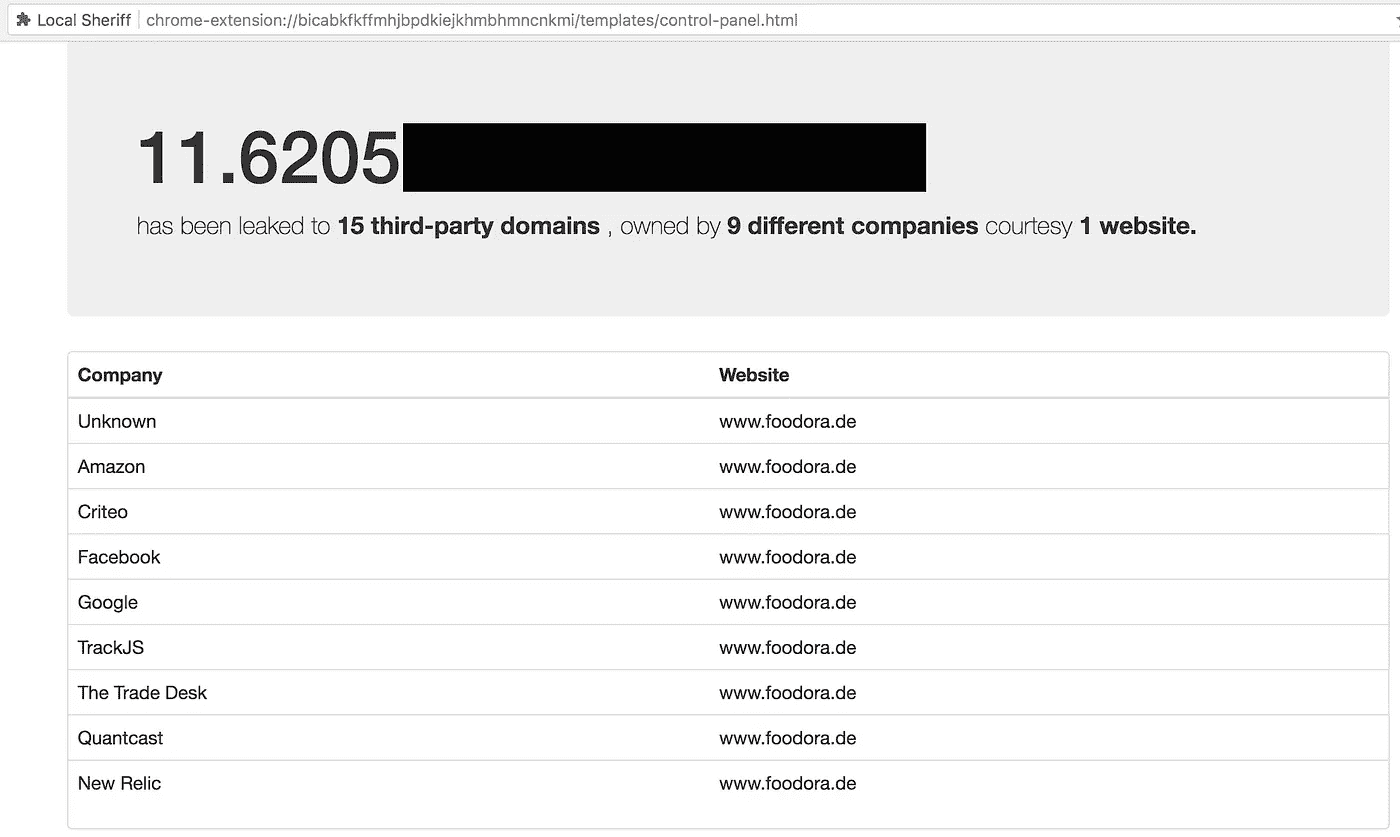 Local Sheriff chrome-extension://bicabkfkffmhjbpdkiejkhmbhmncnkmi/templates/control-panel.html
11.6205
has been leaked to 15 third-party domains , owned by 9 different companies courtesy 1 website.
Company Website
Unknown www.foodora.de
Amazon www.foodora.de
Criteo www.foodora.de
Facebook www.foodora.de
Google www.foodora.de
TrackJS www.foodora.de
The Trade Desk www.foodora.de
Quantcast www.foodora.de
New Relic www.foodora.de